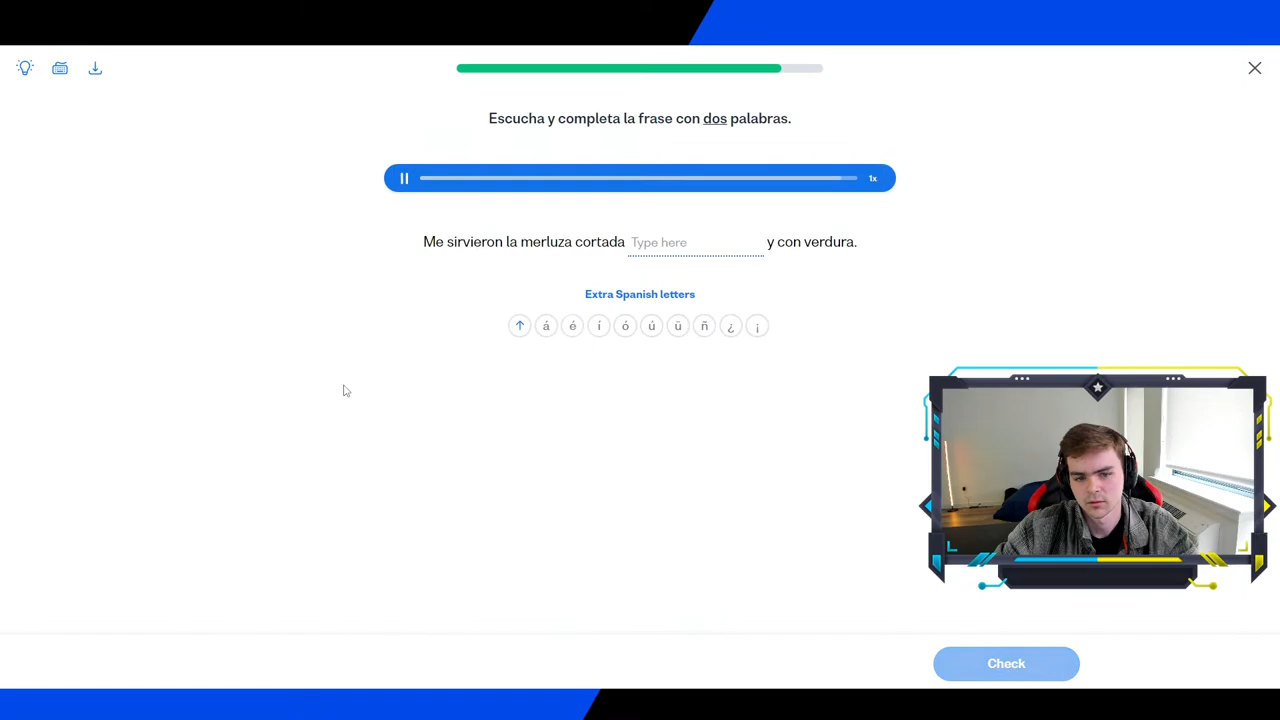 Escucha y completa la frase con dos palabras.
1x
Me sirvieron la merluza cortada Type here y con verdura.
Extra Spanish letters
↑ á é í ó ú ü ñ ¿ ¡
Check